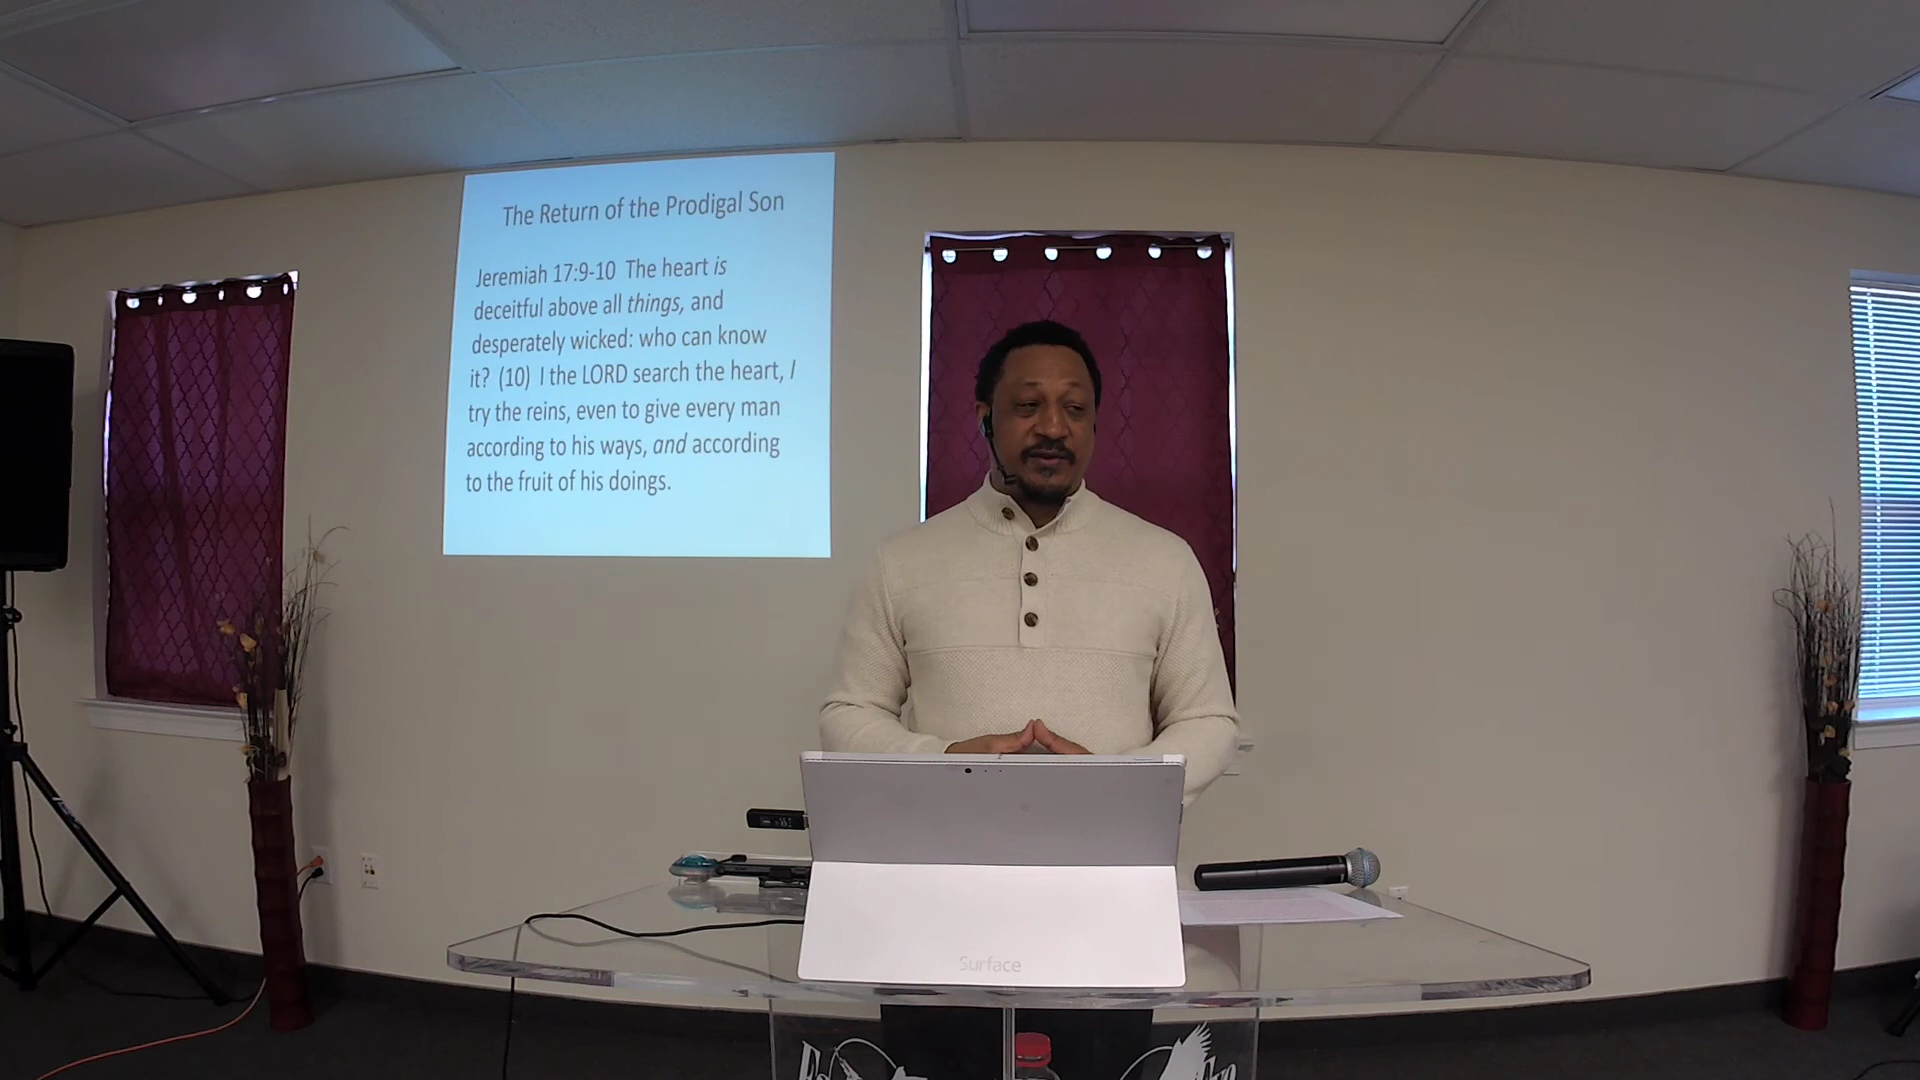 The Return of the Prodigal Son
Jeremiah 17:9-10 The heart is
deceitful above all things, and
desperately wicked: who can know
it? (10) I the LORD search the heart, I
try the reins, even to give every man
according to his ways, and according
to the fruit of his doings.
Surface